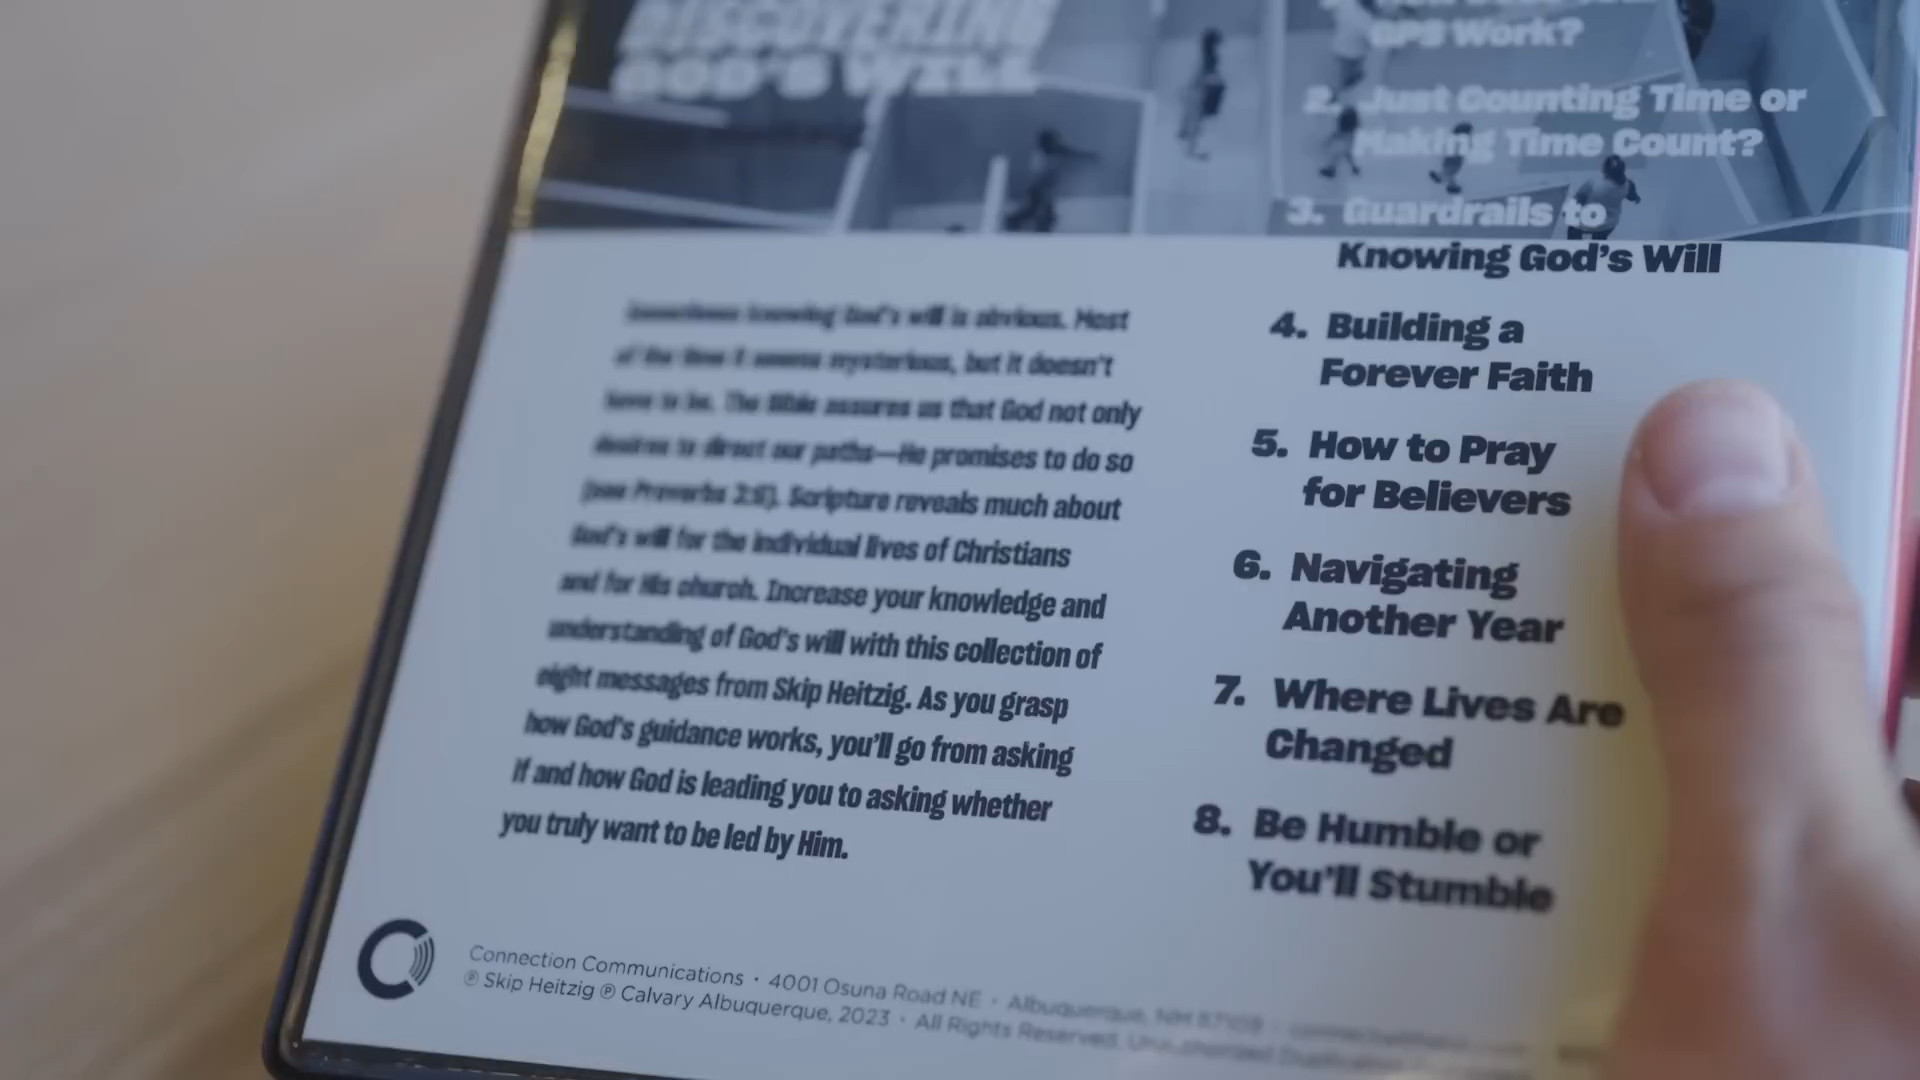 DISCOVERING
GOD'S WILL
GPS Work?
2. Just Counting Time or
Making Time Count?
3. Guardrails to
Knowing God's Will
4. Building a
Forever Faith
5. How to Pray
for Believers
6. Navigating
Another Year
7. Where Lives Are
Changed
8. Be Humble or
You'll Stumble
Sometimes knowing God's will is obvious. Most
of the time it seems mysterious, but it doesn't
have to be. The Bible assures us that God not only
desires to direct our paths—He promises to do so
(see Proverbs 3:6). Scripture reveals much about
God's will for the individual lives of Christians
and for His church. Increase your knowledge and
understanding of God's will with this collection of
eight messages from Skip Heitzig. As you grasp
how God's guidance works, you'll go from asking
if and how God is leading you to asking whether
you truly want to be led by Him.
Connection Communications • 4001 Osuna Road NE • Albuquerque, NM 87109
℗ Skip Heitzig ℗ Calvary Albuquerque, 2023 • All Rights Reserved. Unauthorized Duplication